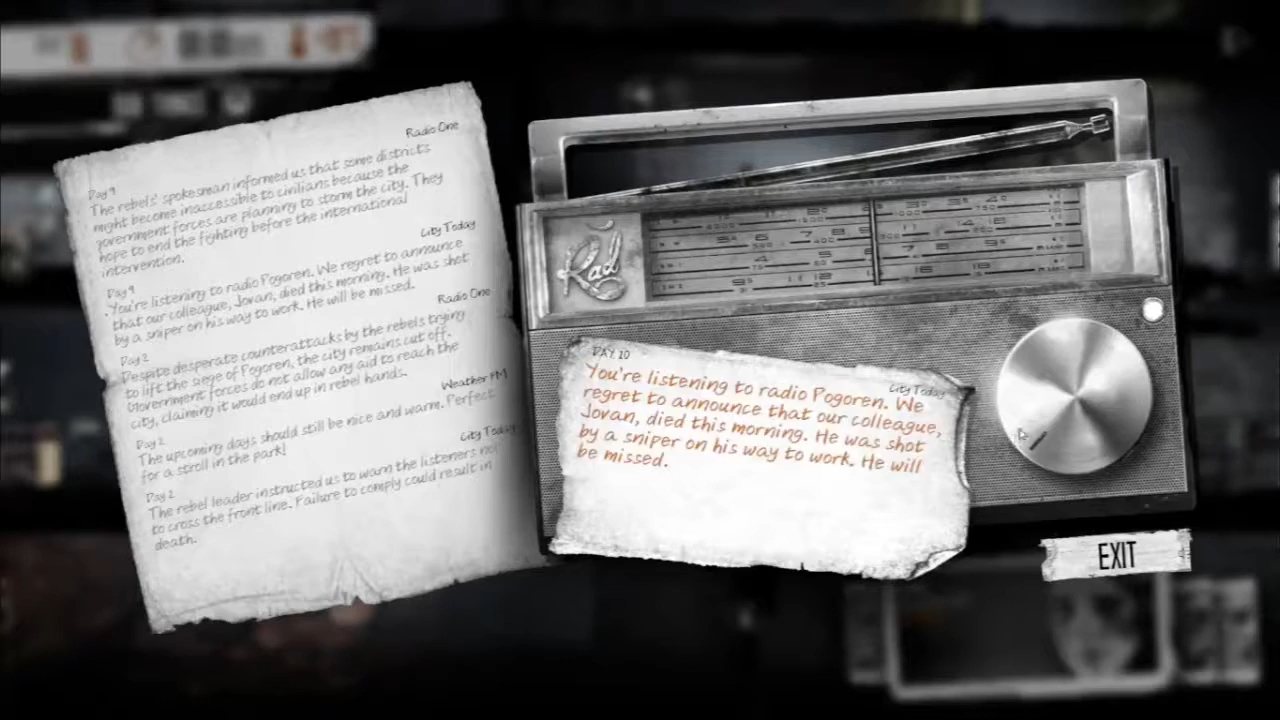 Radio One
Day 9
The rebels' spokesman informed us that some districts
might become inaccessible to civilians because the
government forces are planning to storm the city. They
hope to end the fighting before the international
intervention.
City Today
Day 9
You're listening to radio Pogoren. We regret to announce
that our colleague, Jovan, died this morning. He was shot
by a sniper on his way to work. He will be missed.
Radio One
Day 2
Despite desperate counterattacks by the rebels trying
to lift the siege of Pogoren, the city remains cut off.
Government forces do not allow any aid to reach the
city, claiming it would end up in rebel hands.
Weather FM
Day 2
The upcoming days should still be nice and warm. Perfect
for a stroll in the park!
City Today
Day 2
The rebel leader instructed us to warn the listeners not
to cross the front line. Failure to comply could result in
death.
Rad
DAY 10
City Today
You're listening to radio Pogoren. We
regret to announce that our colleague,
Jovan, died this morning. He was shot
by a sniper on his way to work. He will
be missed.
EXIT